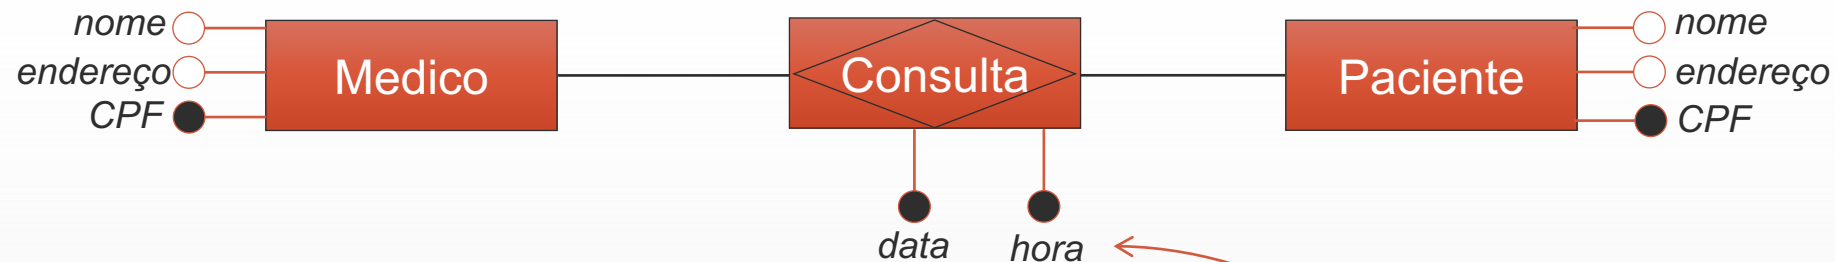 nome
endereço
CPF
Medico
Consulta
data
hora
Paciente
nome
endereço
CPF